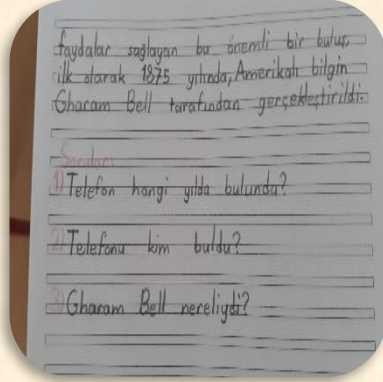 faydalar sağlayan bu önemli bir buluş,
ilk olarak 1875 yılında, Amerikalı bilgin
Gharam Bell tarafından gerçekleştirildi.
Sorular
1) Telefon hangi yılda bulundu?
2) Telefonu kim buldu?
3) Gharam Bell nereliydi?